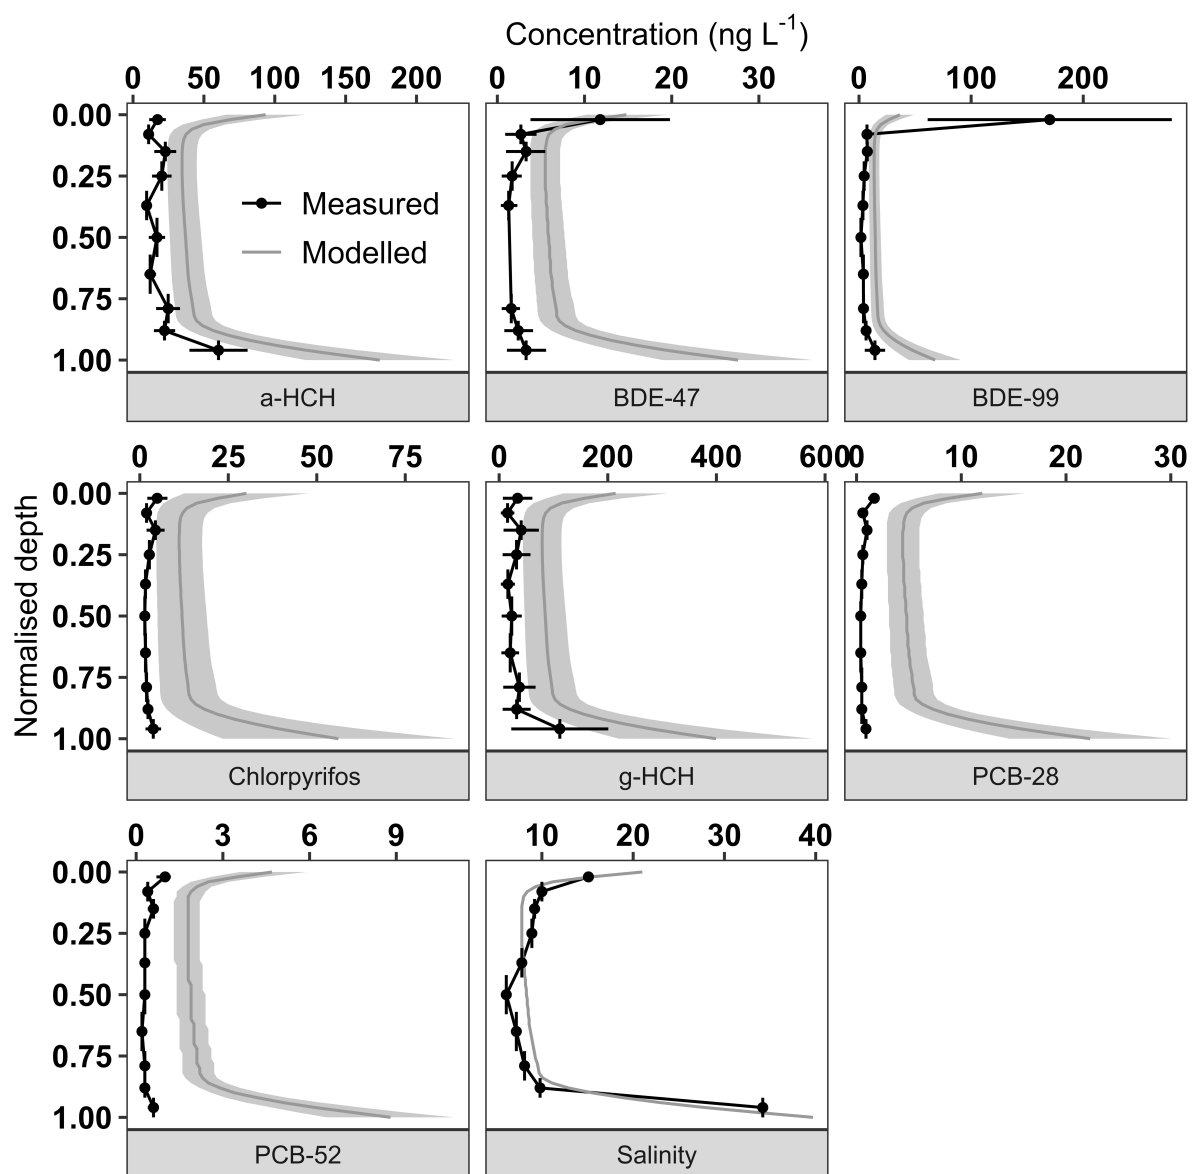 Concentration (ng L-1)
0 50 100 150 200
0 10 20 30
0 100 200
0.00
0.25
0.50
0.75
1.00
Measured
Modelled
a-HCH
BDE-47
BDE-99
0 25 50 75
0 200 400 600
0 10 20 30
Normalised depth
0.00
0.25
0.50
0.75
1.00
Chlorpyrifos
g-HCH
PCB-28
0 3 6 9
10 20 30 40
0.00
0.25
0.50
0.75
1.00
PCB-52
Salinity